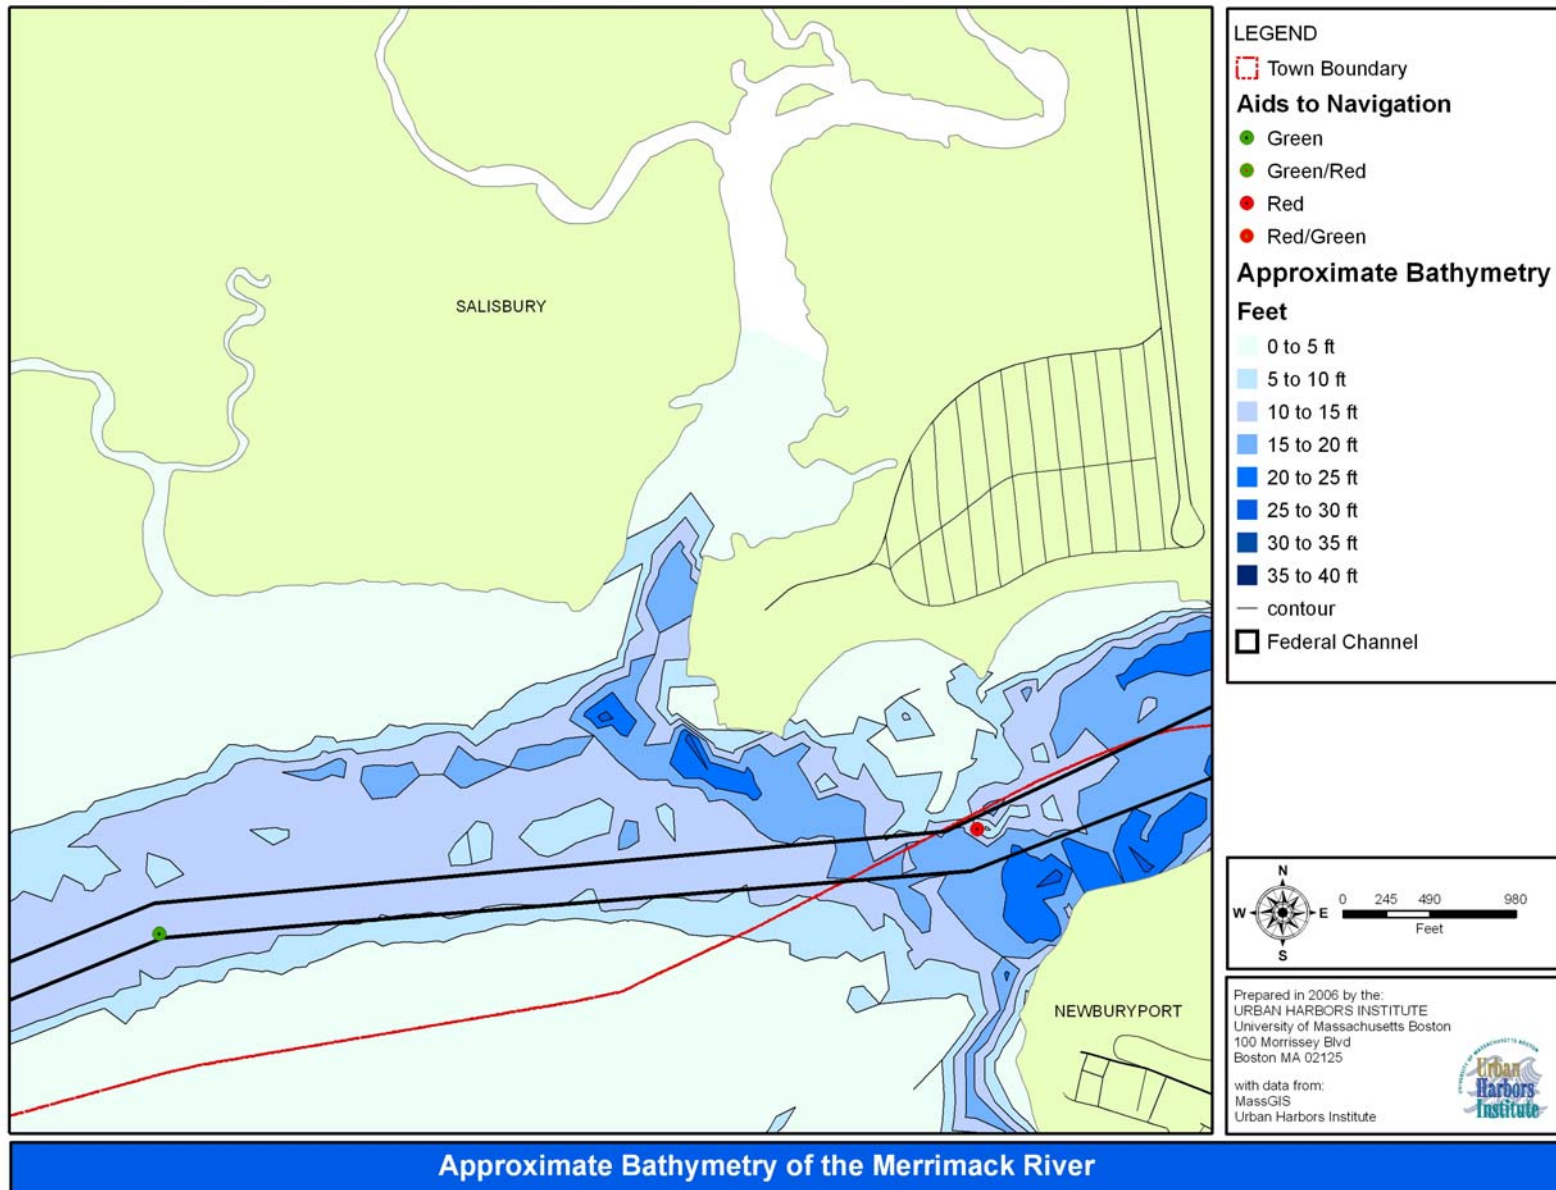 SALISBURY
NEWBURYPORT
LEGEND
Town Boundary
Aids to Navigation
Green
Green/Red
Red
Red/Green
Approximate Bathymetry
Feet
0 to 5 ft
5 to 10 ft
10 to 15 ft
15 to 20 ft
20 to 25 ft
25 to 30 ft
30 to 35 ft
35 to 40 ft
contour
Federal Channel
N
W E
S
0 245 490 980
Feet
Prepared in 2006 by the:
URBAN HARBORS INSTITUTE
University of Massachusetts Boston
100 Morrissey Blvd
Boston MA 02125
with data from:
MassGIS
Urban Harbors Institute
UNIVERSITY OF MASSACHUSETTS BOSTON
Urban
Harbors
Institute
Approximate Bathymetry of the Merrimack River